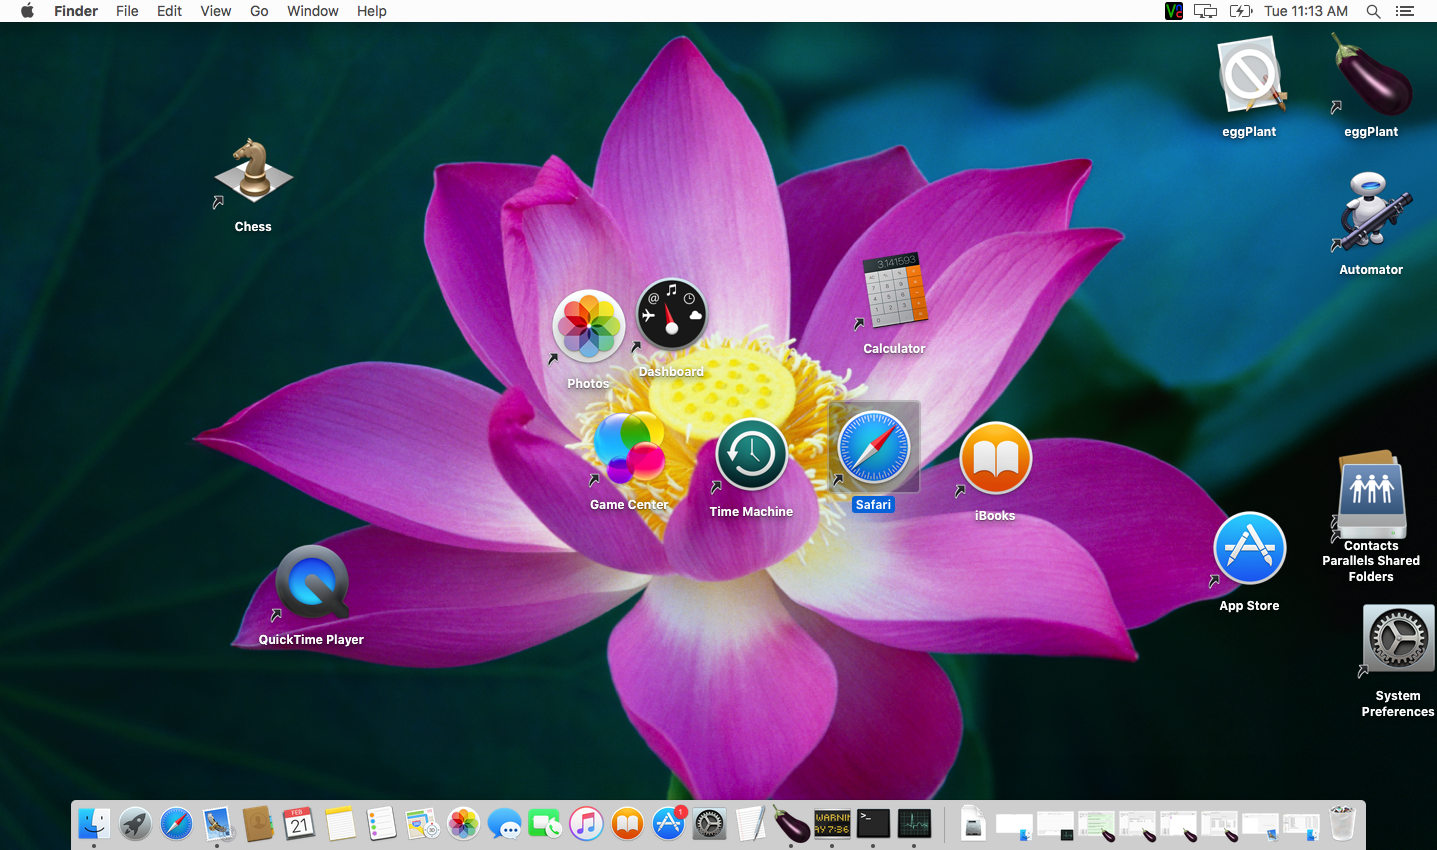 Finder File Edit View Go Window Help
Tue 11:13 AM
eggPlant
eggPlant
Chess
Automator
3.141593
Calculator
Photos
Dashboard
Game Center
Time Machine
Safari
iBooks
Contacts
Parallels Shared
Folders
App Store
QuickTime Player
System
Preferences
FEB
21
1
WARNIN
AY 7:36